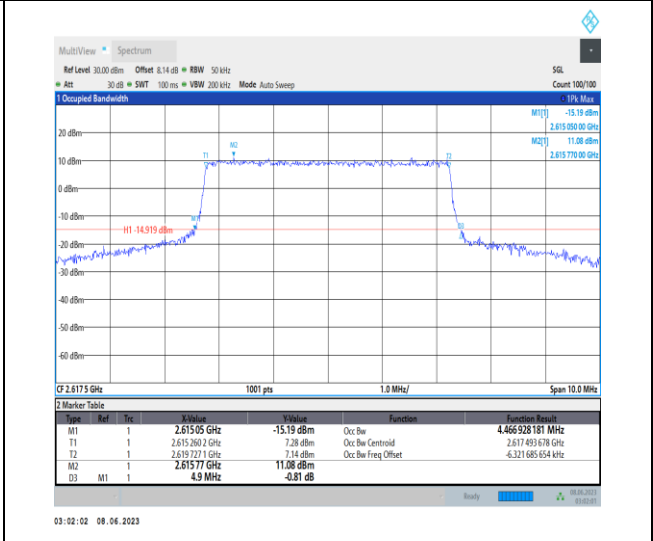 MultiView Spectrum
Ref Level 30.00 dBm Offset 8.14 dB RBW 50 kHz SGL
Att 30 dB SWT 100 ms VBW 200 kHz Mode Auto Sweep Count 100/100
1 Occupied Bandwidth 1Pk Max
M1[1] -15.19 dBm
2.615 050 00 GHz
M2[1] 11.08 dBm
2.615 770 00 GHz
20 dBm
M2
T1 T2
10 dBm
0 dBm
-10 dBm
M1
H1 -14.919 dBm
D3
-20 dBm
-30 dBm
-40 dBm
-50 dBm
-60 dBm
CF 2.6175 GHz 1001 pts 1.0 MHz/ Span 10.0 MHz
2 Marker Table
Type Ref Trc X-Value Y-Value Function Function Result
M1 1 2.61505 GHz -15.19 dBm Occ Bw 4.466 928 181 MHz
T1 1 2.615 260 2 GHz 7.28 dBm Occ Bw Centroid 2.617 493 678 GHz
T2 1 2.619 727 1 GHz 7.14 dBm Occ Bw Freq Offset -6.321 685 654 kHz
M2 1 2.61577 GHz 11.08 dBm
D3 M1 1 4.9 MHz -0.81 dB
Ready 08.06.2023
03:02:01
03:02:02 08.06.2023